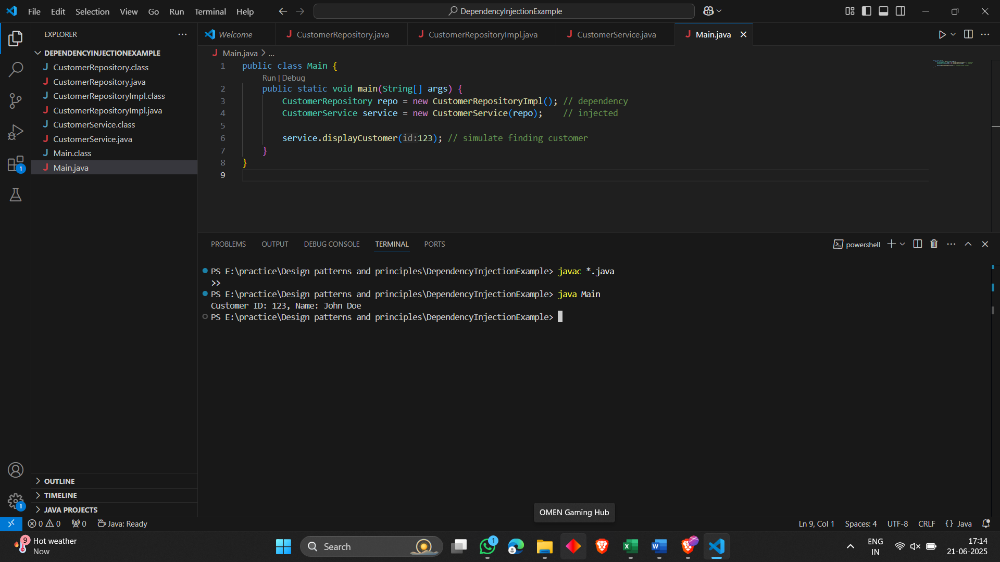 File Edit Selection View Go Run Terminal Help
DependencyInjectionExample
EXPLORER
DEPENDENCYINJECTIONEXAMPLE
J CustomerRepository.class
J CustomerRepository.java
J CustomerRepositoryImpl.class
J CustomerRepositoryImpl.java
J CustomerService.class
J CustomerService.java
J Main.class
J Main.java
OUTLINE
TIMELINE
JAVA PROJECTS
1
1
Welcome J CustomerRepository.java J CustomerRepositoryImpl.java J CustomerService.java J Main.java
J Main.java > ...
1 public class Main {
Run | Debug
2 public static void main(String[] args) {
3 CustomerRepository repo = new CustomerRepositoryImpl(); // dependency
4 CustomerService service = new CustomerService(repo);    // injected
5
6 service.displayCustomer(id:123); // simulate finding customer
7 }
8 }
9
PROBLEMS OUTPUT DEBUG CONSOLE TERMINAL PORTS
powershell
PS E:\practice\Design patterns and principles\DependencyInjectionExample> javac *.java
>>
PS E:\practice\Design patterns and principles\DependencyInjectionExample> java Main
Customer ID: 123, Name: John Doe
PS E:\practice\Design patterns and principles\DependencyInjectionExample>
OMEN Gaming Hub
0 0 0 Java: Ready
Ln 9, Col 1 Spaces: 4 UTF-8 CRLF {} Java
9 Hot weather
Now
Search
1
ENG
IN
17:14
21-06-2025